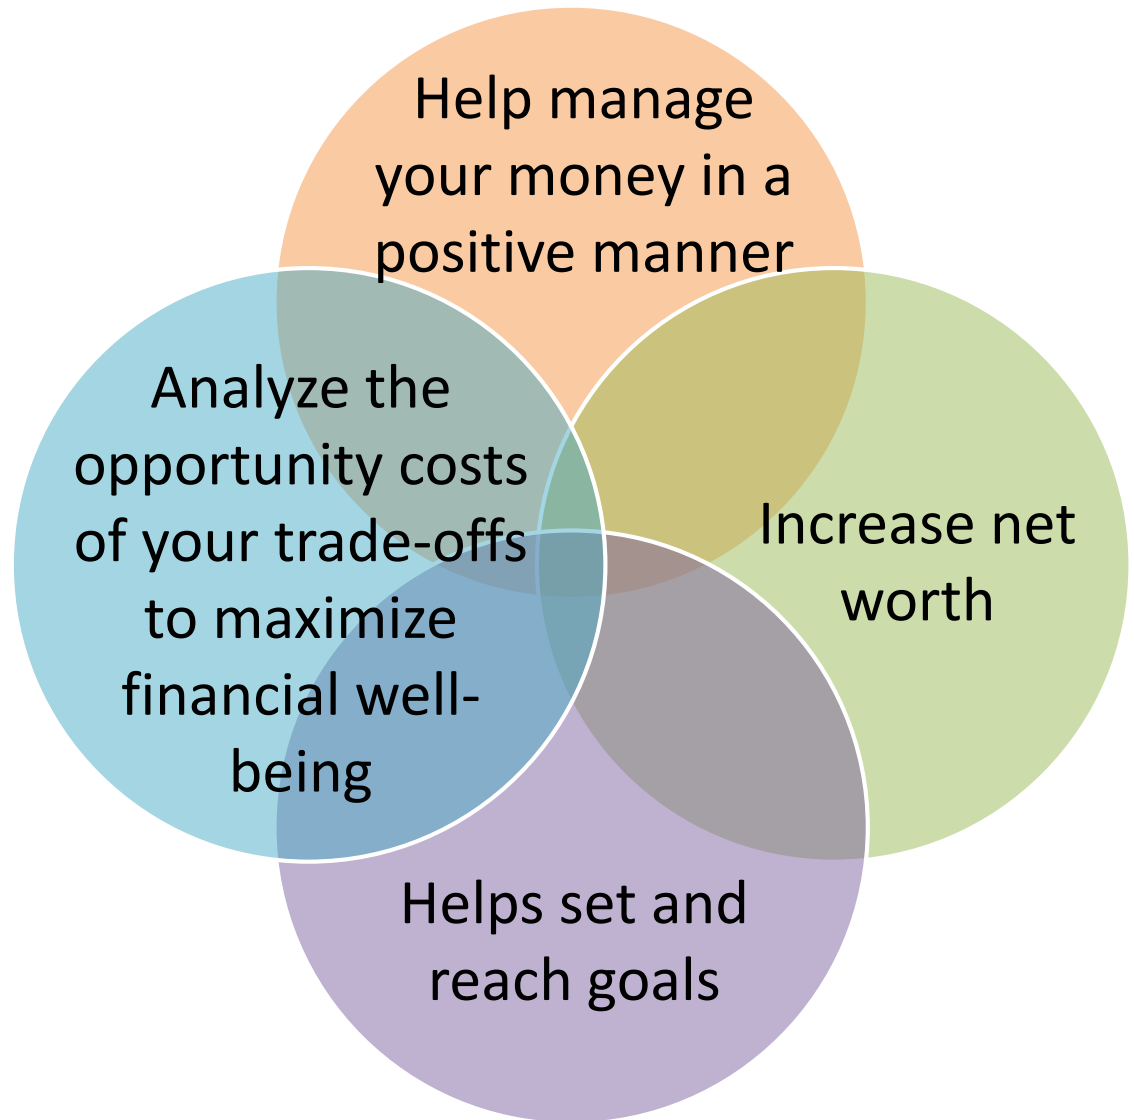 Help manage
your money in a
positive manner
Analyze the
opportunity costs
of your trade-offs
to maximize
financial well-
being
Increase net
worth
Helps set and
reach goals